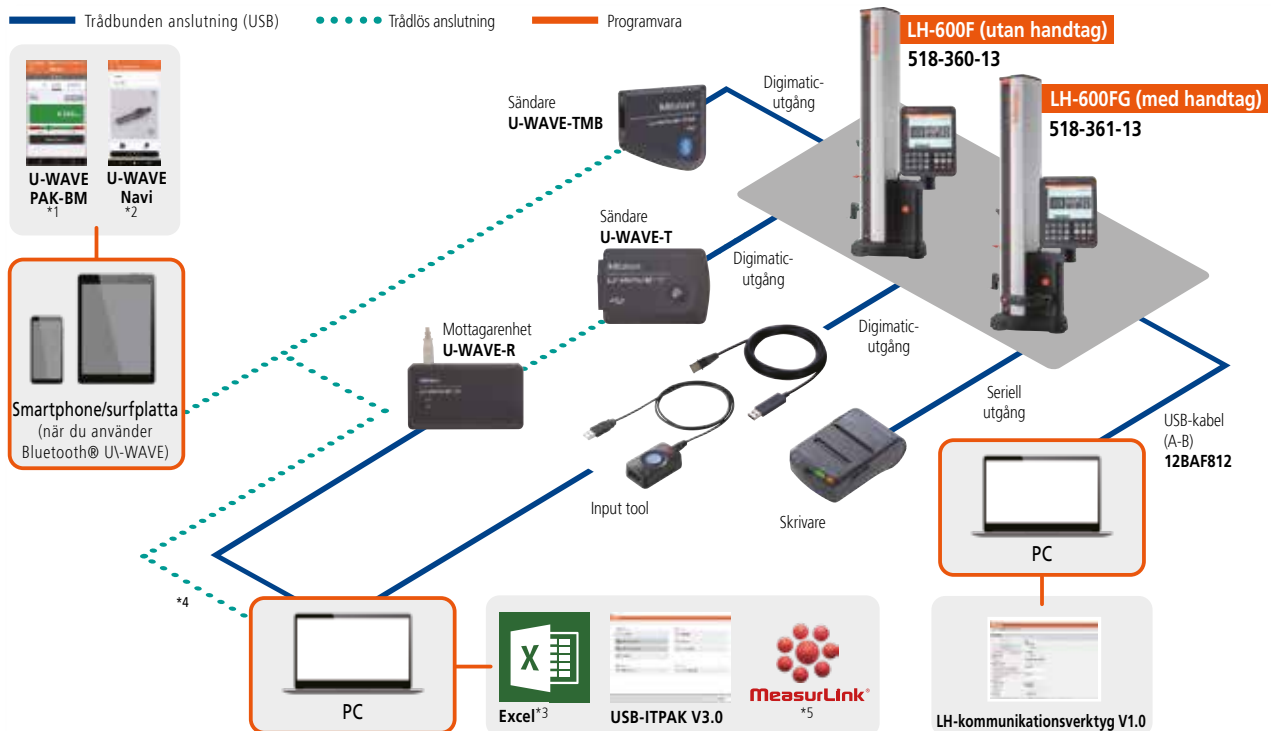 Trådbunden anslutning (USB)
Trådlös anslutning
Programvara
LH-600F (utan handtag)
518-360-13
LH-600FG (med handtag)
518-361-13
Digimatic-
utgång
Sändare
U-WAVE-TMB
Mitutoyo
U-WAVE
PAK-BM
*1
U-WAVE
Navi
*2
Sändare
U-WAVE-T
Mitutoyo
Digimatic-
utgång
Digimatic-
utgång
Mottagarenhet
U-WAVE-R
Smartphone/surfplatta
(när du använder
Bluetooth® U\-WAVE)
Seriell
utgång
USB-kabel
(A-B)
12BAF812
Input tool
Skrivare
PC
*4
PC
Excel*3
USB-ITPAK V3.0
MeasurLink®
*5
LH-kommunikationsverktyg V1.0